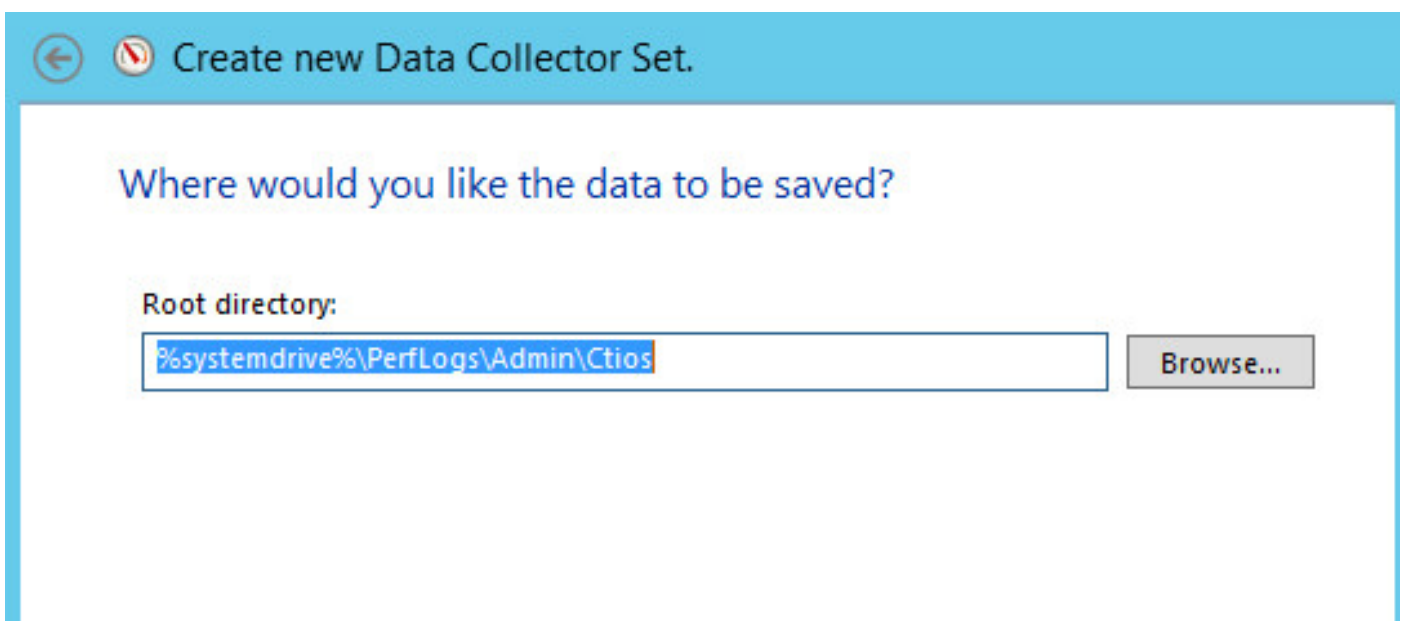 Create new Data Collector Set.
Where would you like the data to be saved?
Root directory:
%systemdrive%\PerfLogs\Admin\Ctios
Browse...